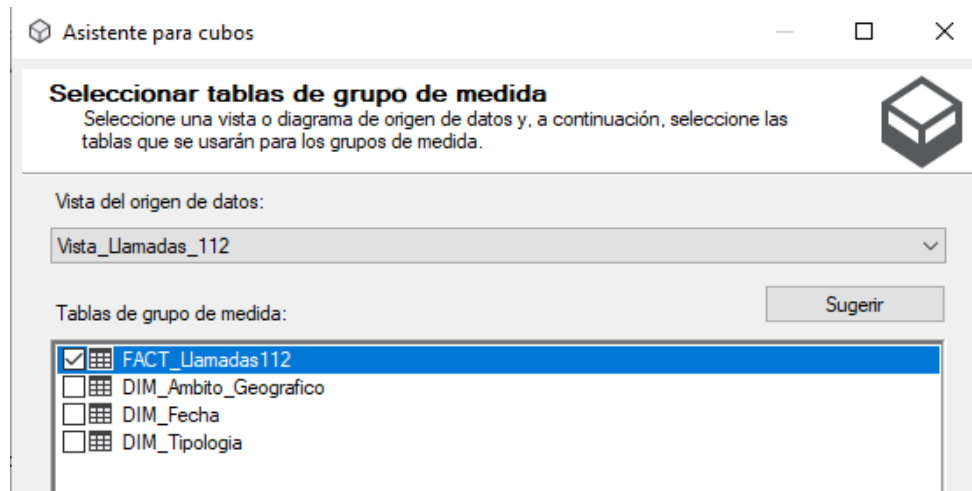 Asistente para cubos
Seleccionar tablas de grupo de medida
Seleccione una vista o diagrama de origen de datos y, a continuación, seleccione las
tablas que se usarán para los grupos de medida.
Vista del origen de datos:
Vista_Llamadas_112
Sugerir
Tablas de grupo de medida:
FACT_Llamadas112
DIM_Ambito_Geografico
DIM_Fecha
DIM_Tipologia